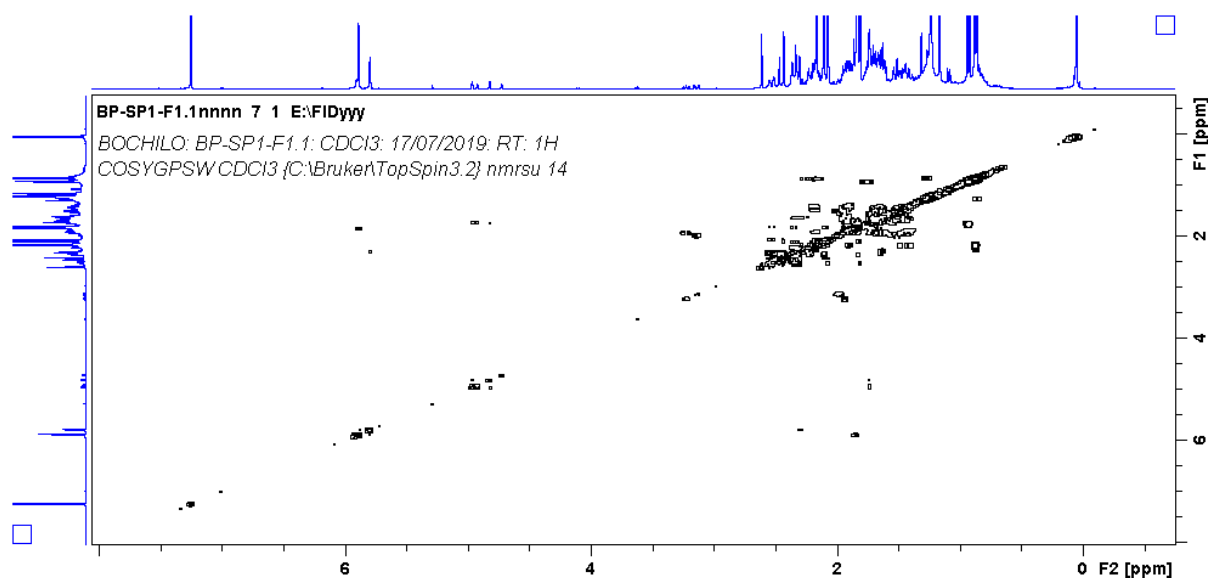 BP-SP1-F1.1nnnn 7 1 E:\FIDyyy
BOCHILO: BP-SP1-F1.1: CDCl3: 17/07/2019: RT: 1H
COSYGPSW CDCl3 {C:\Bruker\TopSpin3.2} nmrsu 14
F1 [ppm]
2
4
6
6
4
2
0
F2 [ppm]